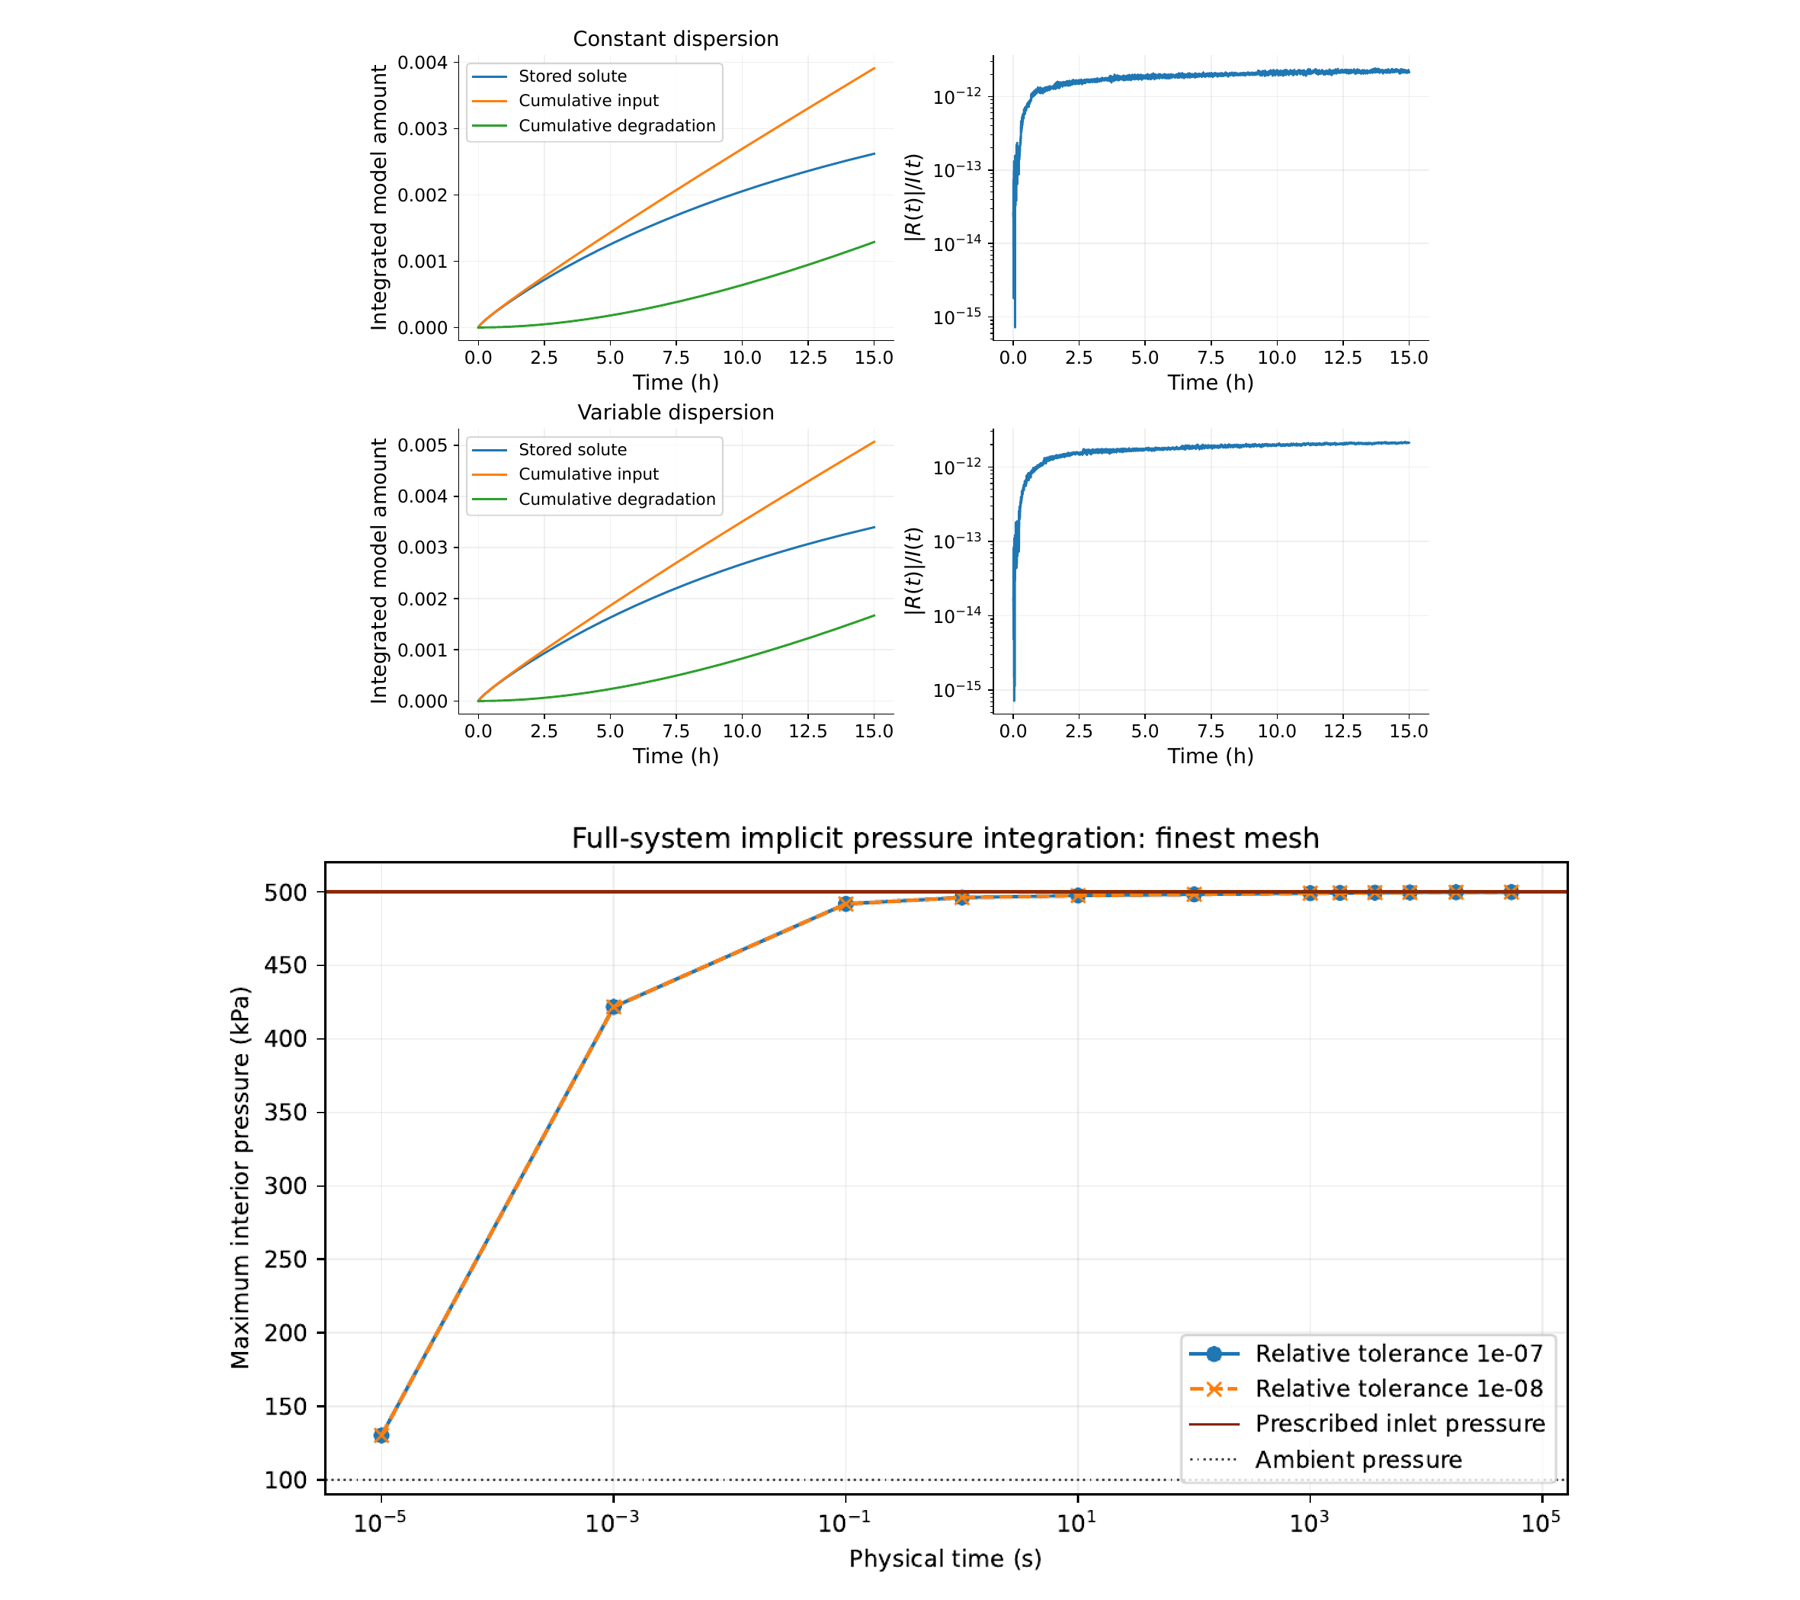 Constant dispersion
Integrated model amount
0.004
0.003
0.002
0.001
0.000
Stored solute
Cumulative input
Cumulative degradation
0.0 2.5 5.0 7.5 10.0 12.5 15.0
Time (h)
|R(t)|/I(t)
10⁻¹²
10⁻¹³
10⁻¹⁴
10⁻¹⁵
0.0 2.5 5.0 7.5 10.0 12.5 15.0
Time (h)
Variable dispersion
Integrated model amount
0.005
0.004
0.003
0.002
0.001
0.000
Stored solute
Cumulative input
Cumulative degradation
0.0 2.5 5.0 7.5 10.0 12.5 15.0
Time (h)
|R(t)|/I(t)
10⁻¹²
10⁻¹³
10⁻¹⁴
10⁻¹⁵
0.0 2.5 5.0 7.5 10.0 12.5 15.0
Time (h)
Full-system implicit pressure integration: finest mesh
Maximum interior pressure (kPa)
500
450
400
350
300
250
200
150
100
Relative tolerance 1e-07
Relative tolerance 1e-08
Prescribed inlet pressure
Ambient pressure
10⁻⁵ 10⁻³ 10⁻¹ 10¹ 10³ 10⁵
Physical time (s)